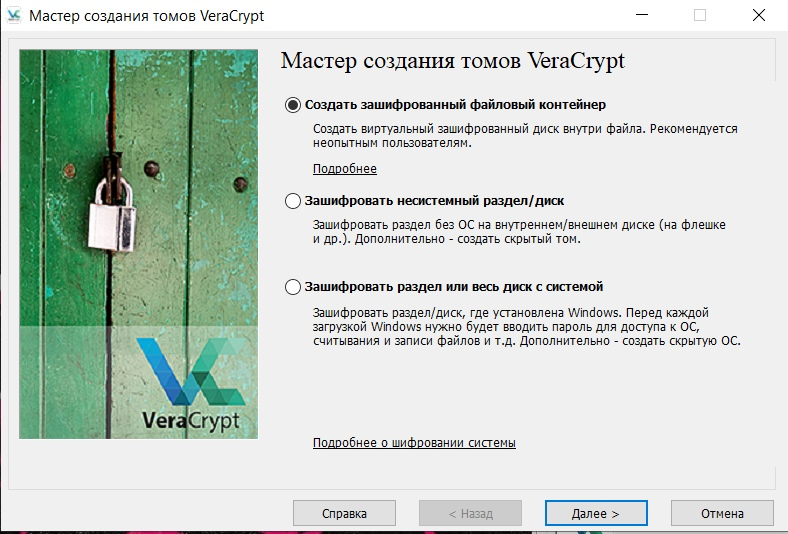 Мастер создания томов VeraCrypt
Мастер создания томов VeraCrypt
Создать зашифрованный файловый контейнер
Создать виртуальный зашифрованный диск внутри файла. Рекомендуется
неопытным пользователям.
Подробнее
Зашифровать несистемный раздел/диск
Зашифровать раздел без ОС на внутреннем/внешнем диске (на флешке
и др.). Дополнительно - создать скрытый том.
Зашифровать раздел или весь диск с системой
Зашифровать раздел/диск, где установлена Windows. Перед каждой
загрузкой Windows нужно будет вводить пароль для доступа к ОС,
считывания и записи файлов и т.д. Дополнительно - создать скрытую ОС.
VeraCrypt
Подробнее о шифровании системы
Справка
< Назад
Далее >
Отмена